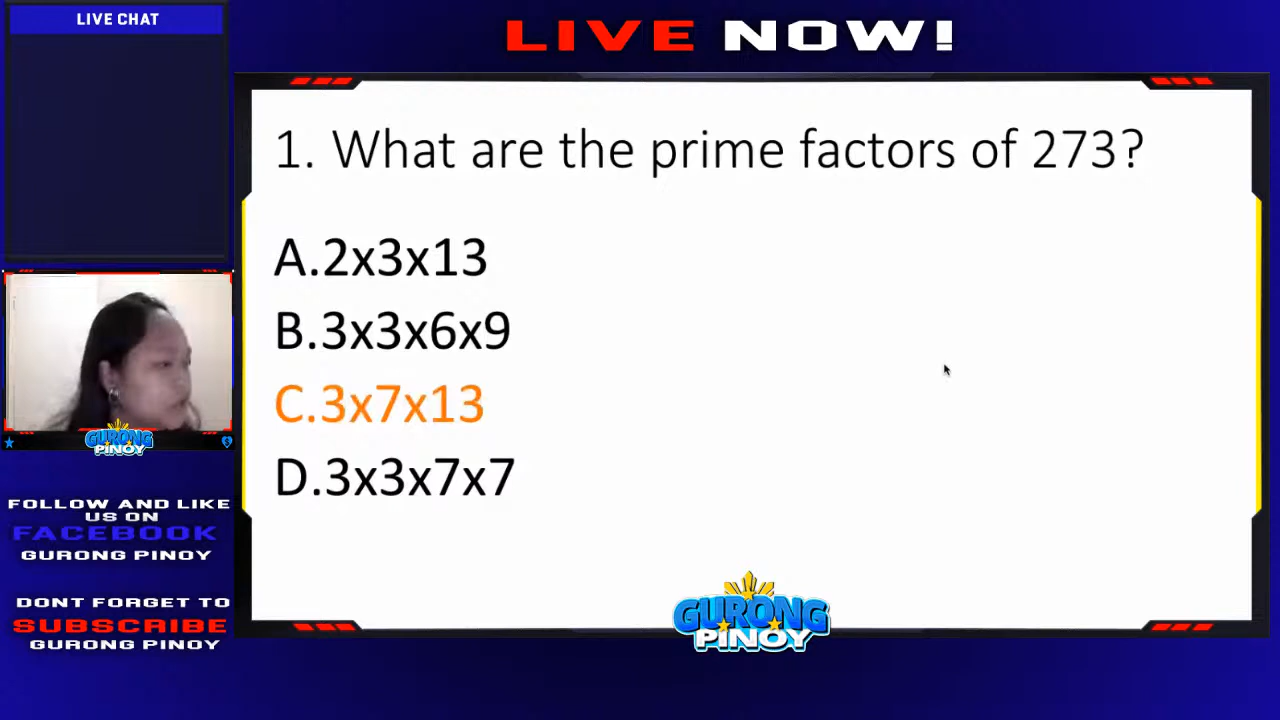 LIVE CHAT
LIVE NOW!
1. What are the prime factors of 273?
A.2x3x13
B.3x3x6x9
C.3x7x13
D.3x3x7x7
GURONG
PINOY
FOLLOW AND LIKE
US ON
FACEBOOK
GURONG PINOY
DONT FORGET TO
SUBSCRIBE
GURONG PINOY
GURONG
PINOY